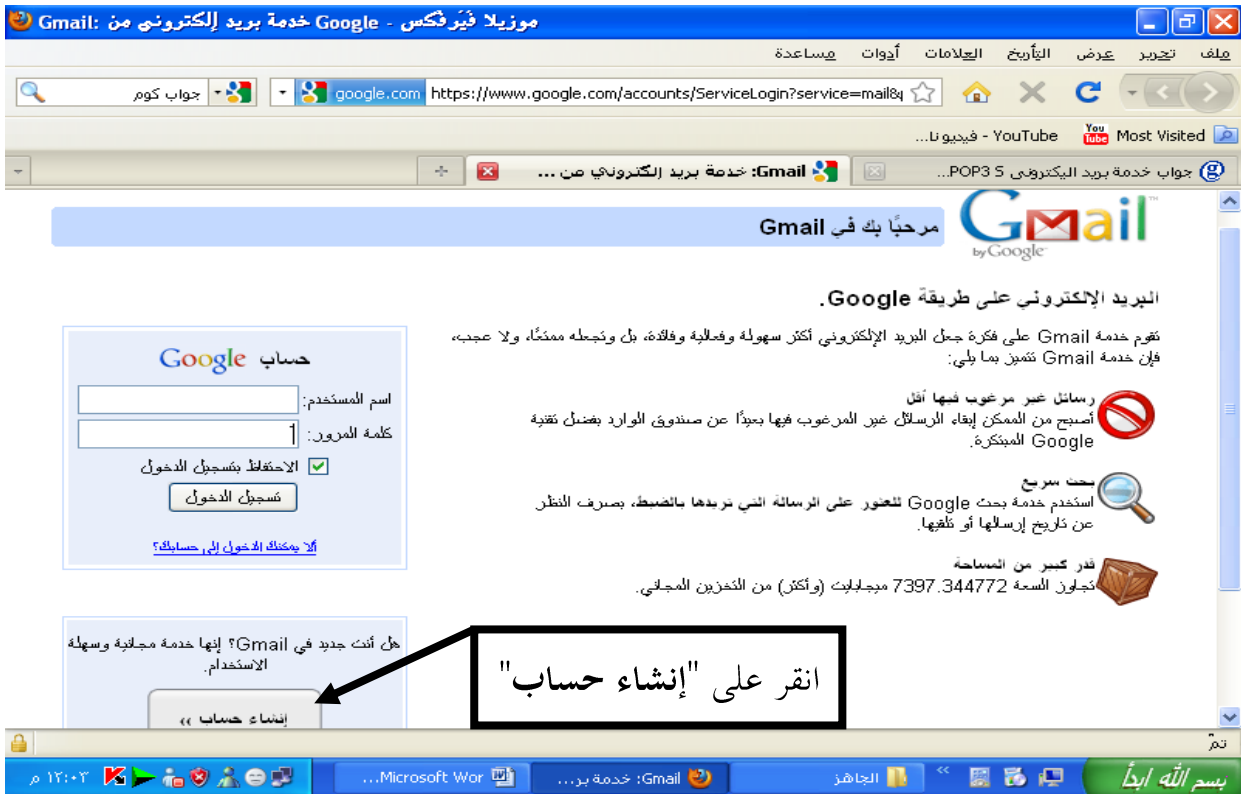 Gmail: خدمة بريد إلكتروني من Google - موزيلا فَيَرفُكس
ملف تحرير عرض التأريخ العلامات أدوات مساعدة
google.com https://www.google.com/accounts/ServiceLogin?service=mail&
جواب كوم
Most Visited
You Tube
YouTube - فيديو نا...
جواب خدمة بريد اليكترونى POP3 S...
Gmail: خدمة بريد إلكتروني من ...
Gmail
by Google
مرحبًا بك في Gmail
البريد الإلكتروني على طريقة Google.
تقوم خدمة Gmail على فكرة جعل البريد الإلكتروني أكثر سهولة وفعالية وفائدة، بل وتجعله ممتعًا، ولا عجب،
فإن خدمة Gmail تتميز بما يلي:
رسائل غير مرغوب فيها أقل
أصبح من الممكن إبقاء الرسائل غير المرغوب فيها بعيدًا عن صندوق الوارد بفضل تقنية
Google المبتكرة.
بحث سريع
استخدم خدمة بحث Google للعثور على الرسالة التي تريدها بالضبط، بصرف النظر
عن تاريخ إرسالها أو تلقيها.
قدر كبير من المساحة
تجاوز السعة 7397.344772 ميجابايت (وأكثر) من التخزين المجاني.
حساب Google
اسم المستخدم:
كلمة المرور:
الاحتفاظ بتسجيل الدخول
تسجيل الدخول
ألا يمكنك الدخول إلى حسابك؟
هل أنت جديد في Gmail؟ إنها خدمة مجانية وسهلة
الاستخدام.
إنشاء حساب »
انقر على "إنشاء حساب"
تمّ
بسم الله ابدأ
الجاهز
Gmail: خدمة بر...
Microsoft Wor...
١٢:٠٣ م